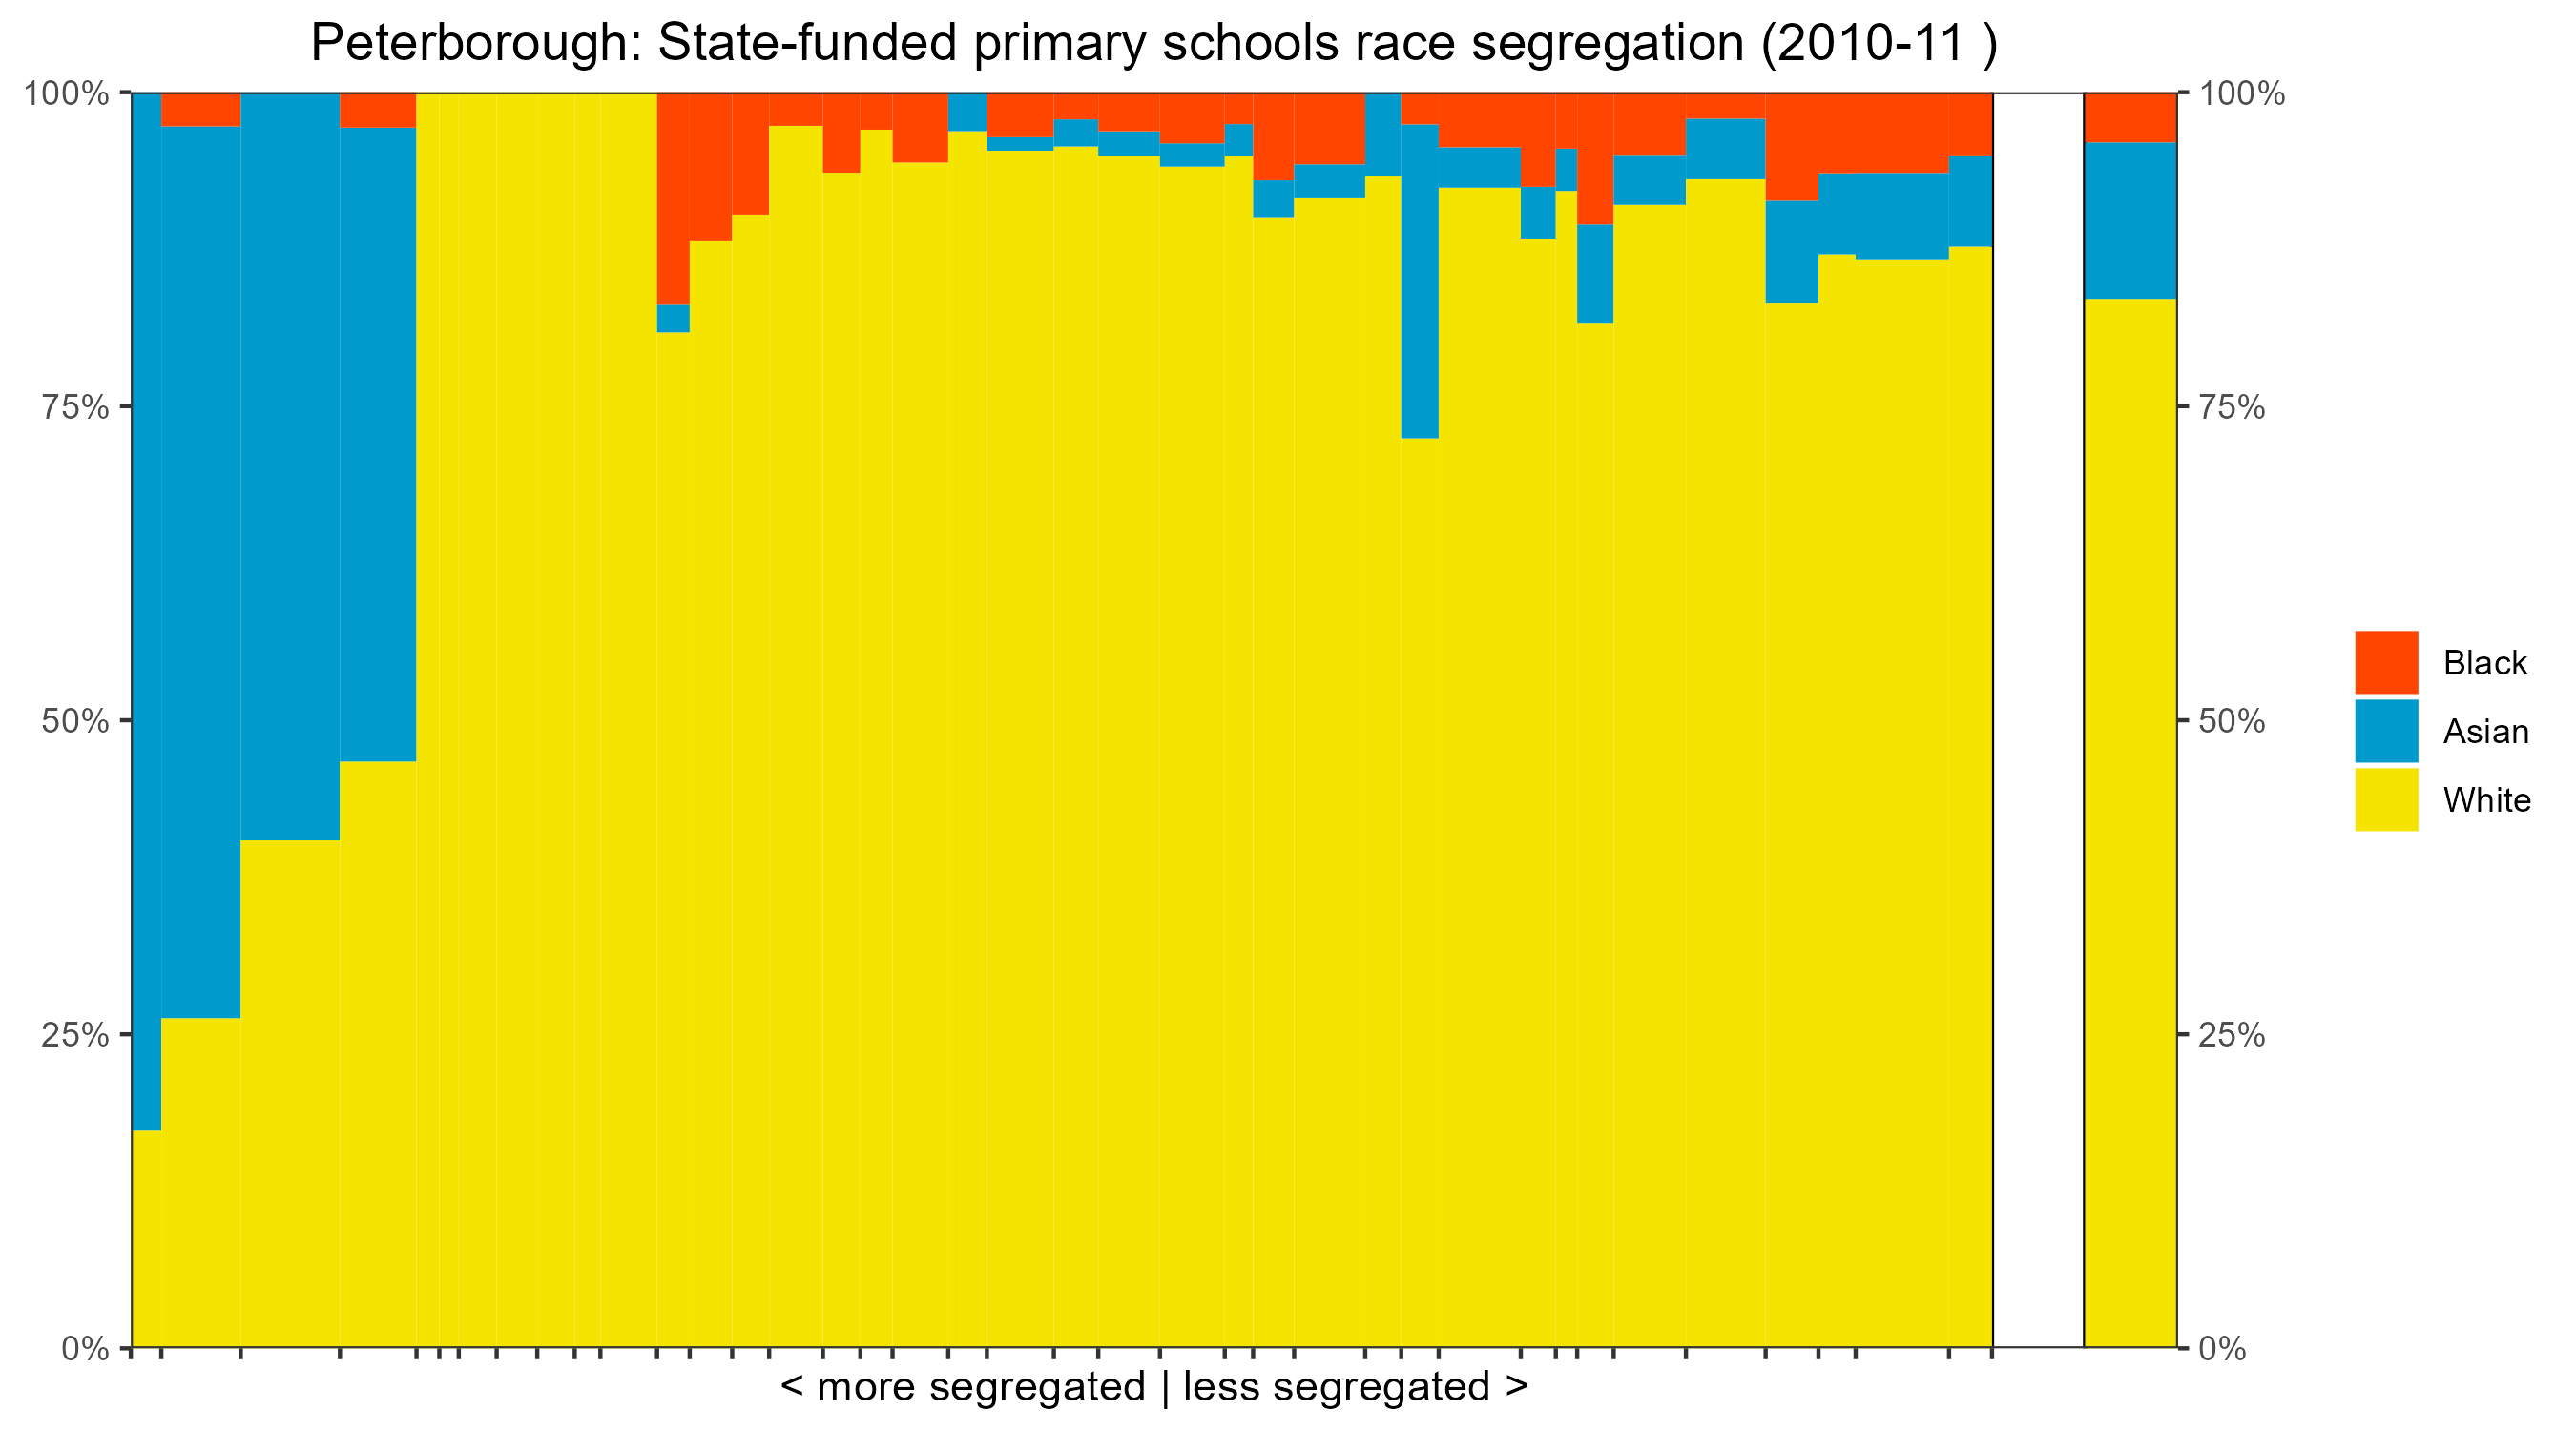 Peterborough: State-funded primary schools race segregation (2010-11 )
100%
100%
75%
75%
50%
50%
25%
25%
0%
0%
Black
Asian
White
< more segregated | less segregated >